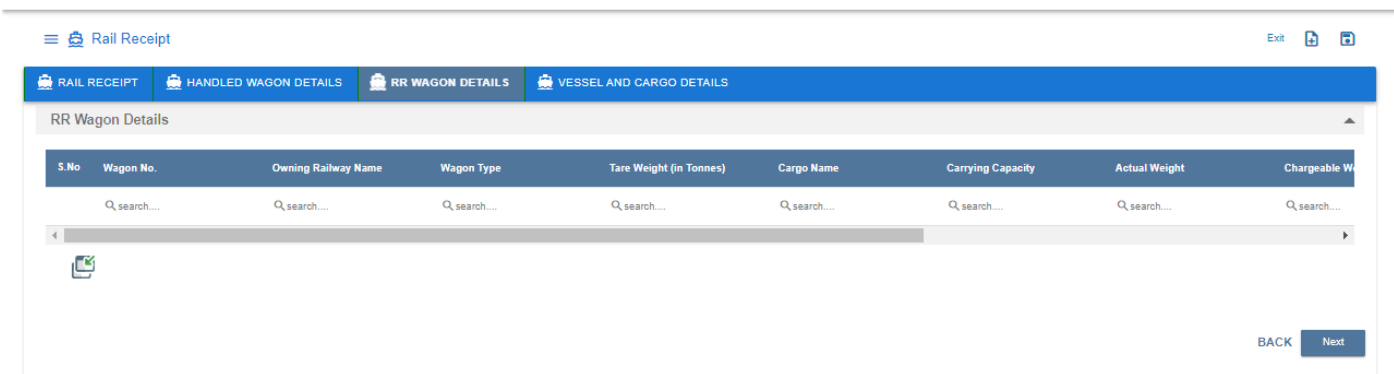 Rail Receipt
Exit
RAIL RECEIPT HANDLED WAGON DETAILS RR WAGON DETAILS VESSEL AND CARGO DETAILS
RR Wagon Details
S.No Wagon No. Owning Railway Name Wagon Type Tare Weight (in Tonnes) Cargo Name Carrying Capacity Actual Weight Chargeable We
search.... search.... search.... search.... search.... search.... search.... search....
BACK Next